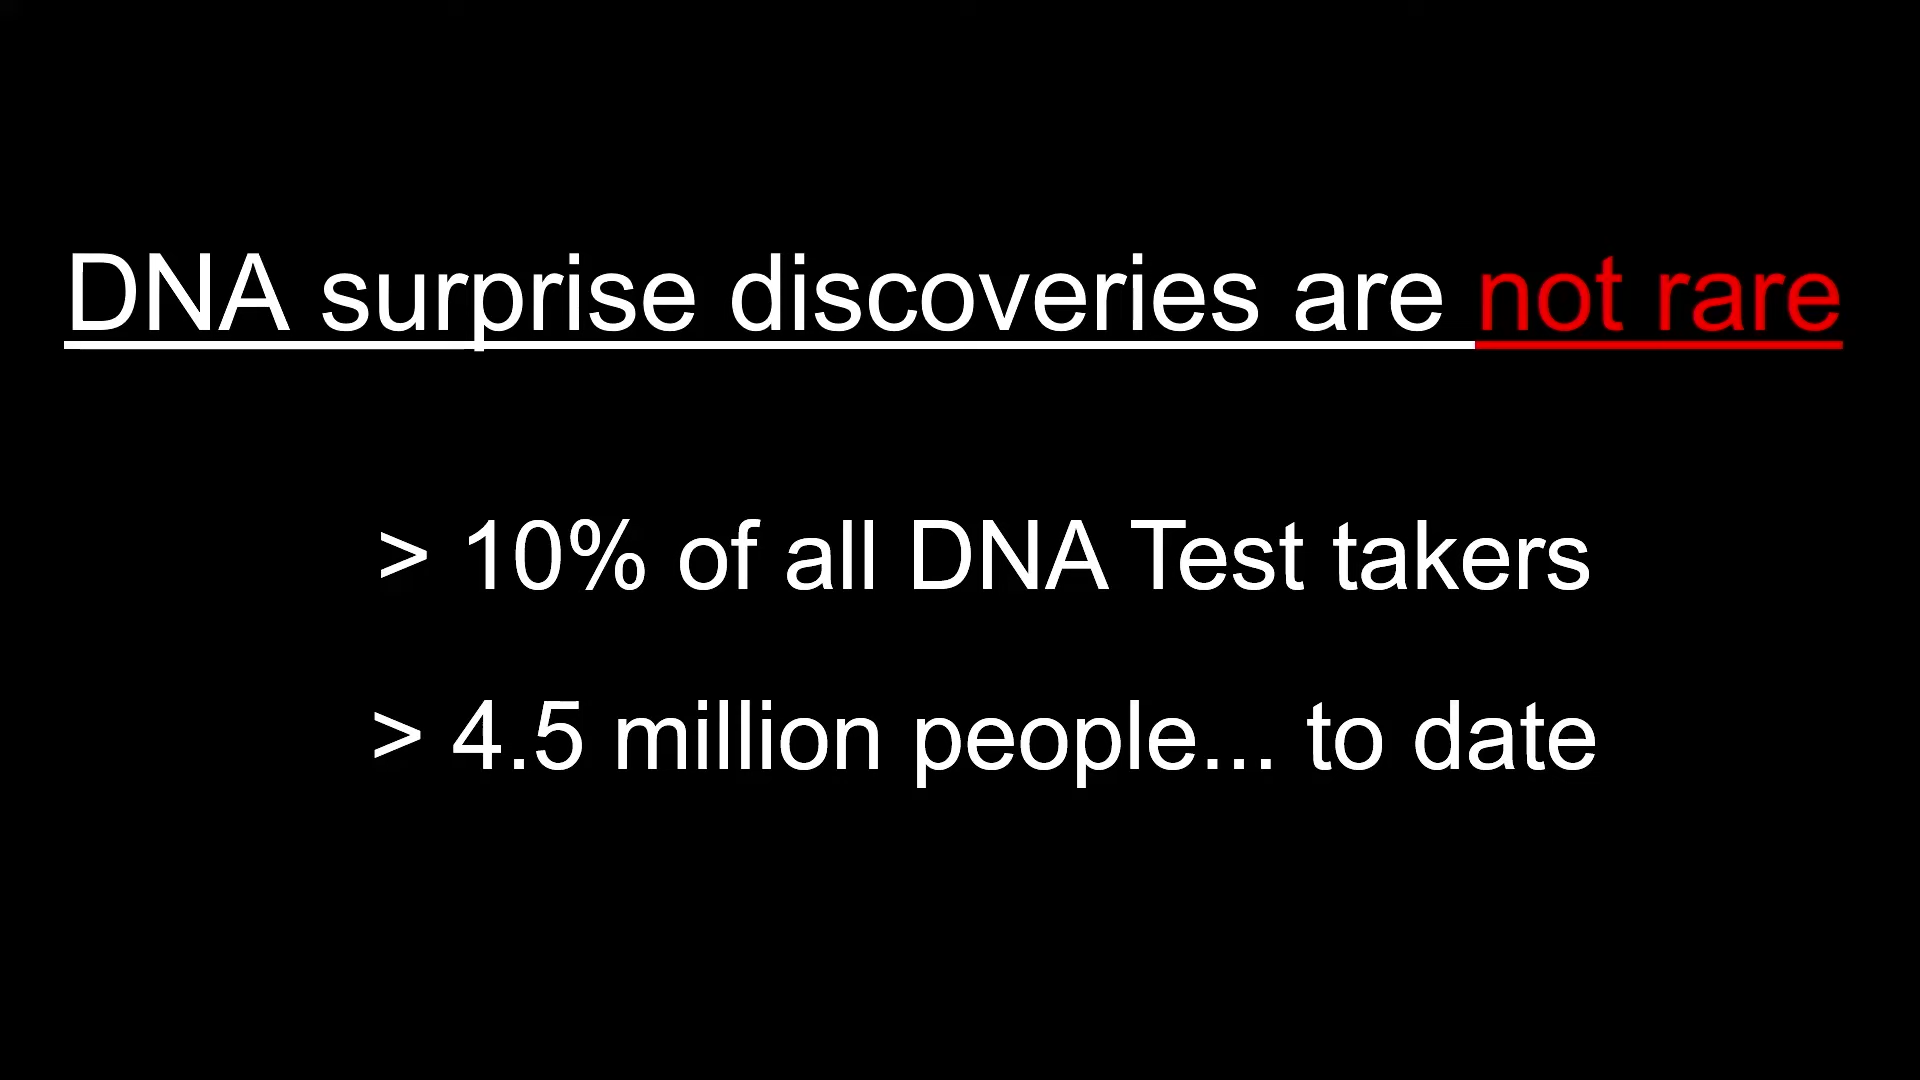 DNA surprise discoveries are not rare
> 10% of all DNA Test takers
> 4.5 million people... to date